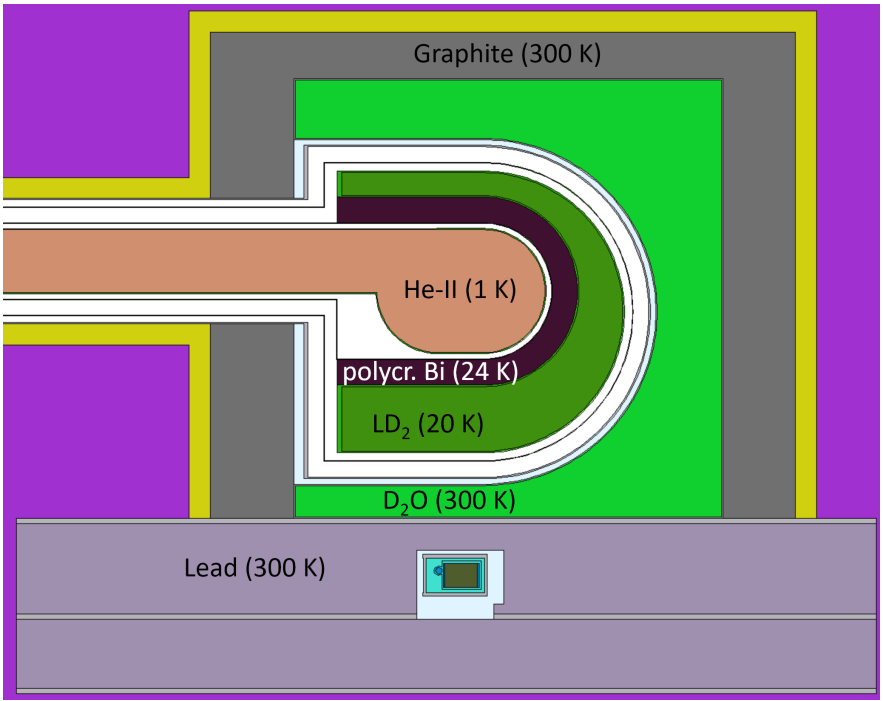 Graphite (300 K)
He-II (1 K)
polycr. Bi (24 K)
LD₂ (20 K)
D₂O (300 K)
Lead (300 K)